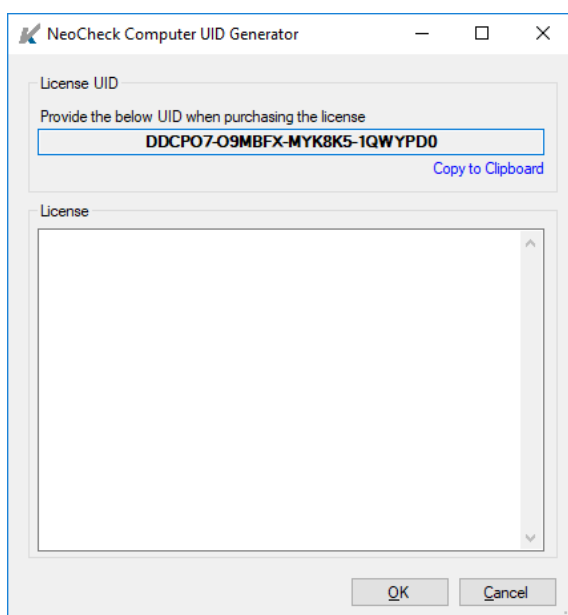 NeoCheck Computer UID Generator
License UID
Provide the below UID when purchasing the license
DDCPO7-O9MBFX-MYK8K5-1QWYPD0
Copy to Clipboard
License
OK
Cancel